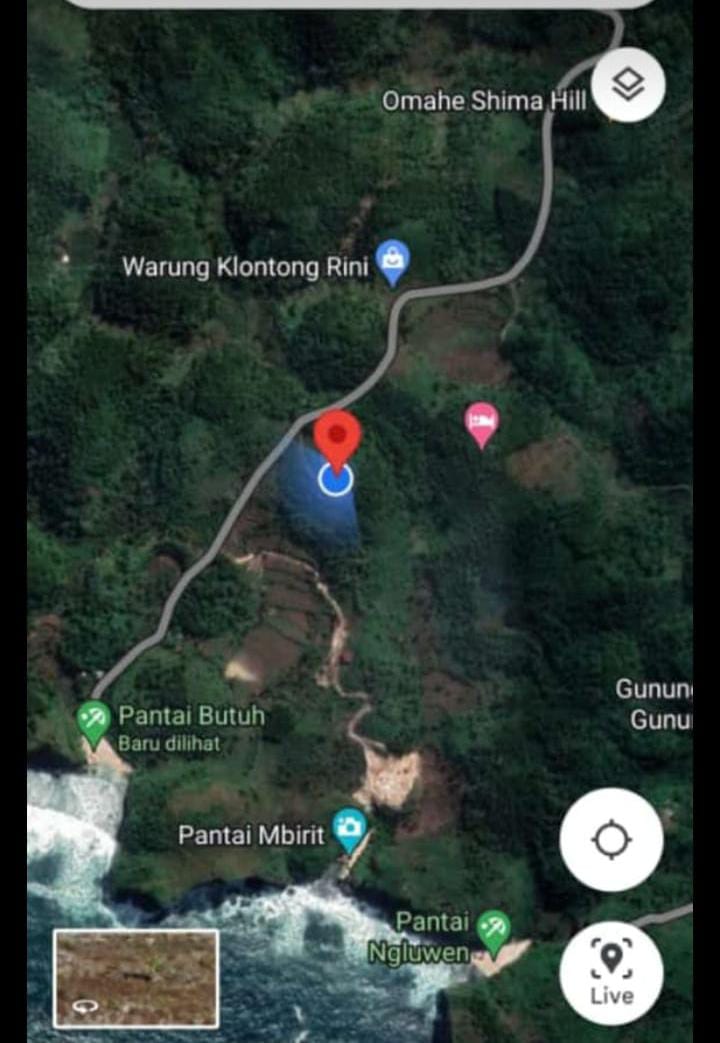 Omahe Shima Hill
Warung Klontong Rini
Pantai Butuh
Baru dilihat
Gunun
Gunu
Pantai Mbirit
Pantai
Ngluwen
Live